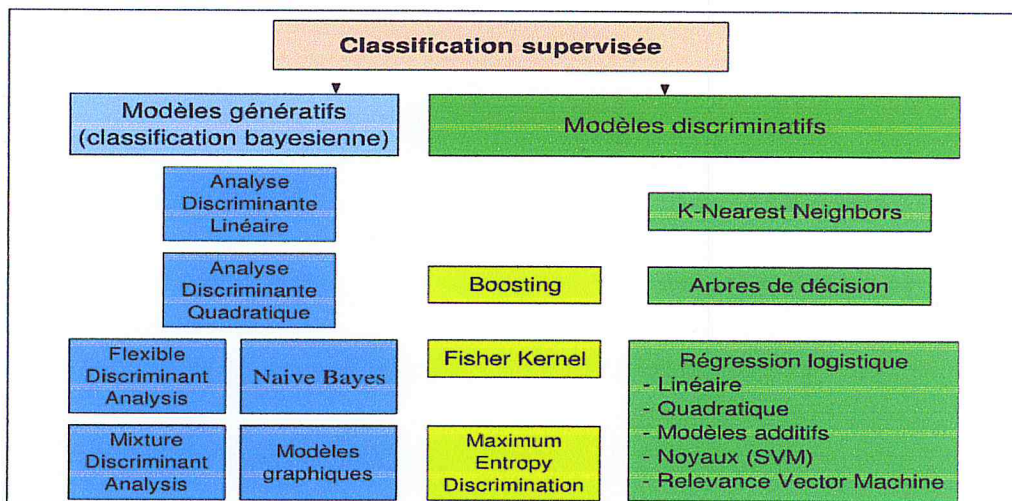 Classification supervisée
Modèles génératifs
(classification bayesienne)
Modèles discriminatifs
Analyse
Discriminante
Linéaire
K-Nearest Neighbors
Analyse
Discriminante
Quadratique
Boosting
Arbres de décision
Flexible
Discriminant
Analysis
Naive Bayes
Fisher Kernel
Régression logistique
- Linéaire
- Quadratique
- Modèles additifs
- Noyaux (SVM)
- Relevance Vector Machine
Mixture
Discriminant
Analysis
Modèles
graphiques
Maximum
Entropy
Discrimination